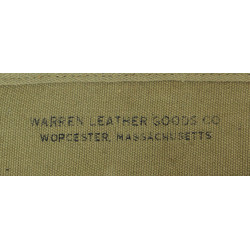 WARREN LEATHER GOODS CO
WORCESTER, MASSACHUSETTS